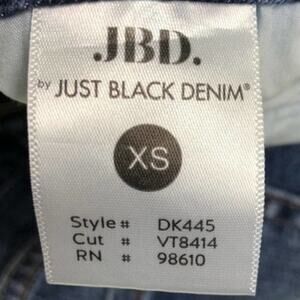 JBD.
by JUST BLACK DENIM®
XS
Style # DK445
Cut # VT8414
RN # 98610